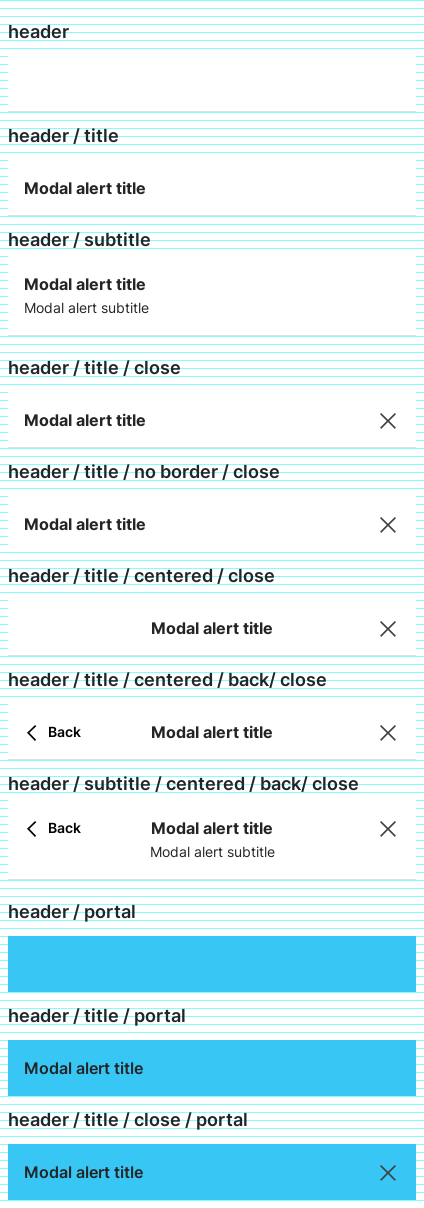 header
header / title
Modal alert title
header / subtitle
Modal alert title
Modal alert subtitle
header / title / close
Modal alert title
header / title / no border / close
Modal alert title
header / title / centered / close
Modal alert title
header / title / centered / back/ close
Back Modal alert title
header / subtitle / centered / back/ close
Back Modal alert title
Modal alert subtitle
header / portal
header / title / portal
Modal alert title
header / title / close / portal
Modal alert title